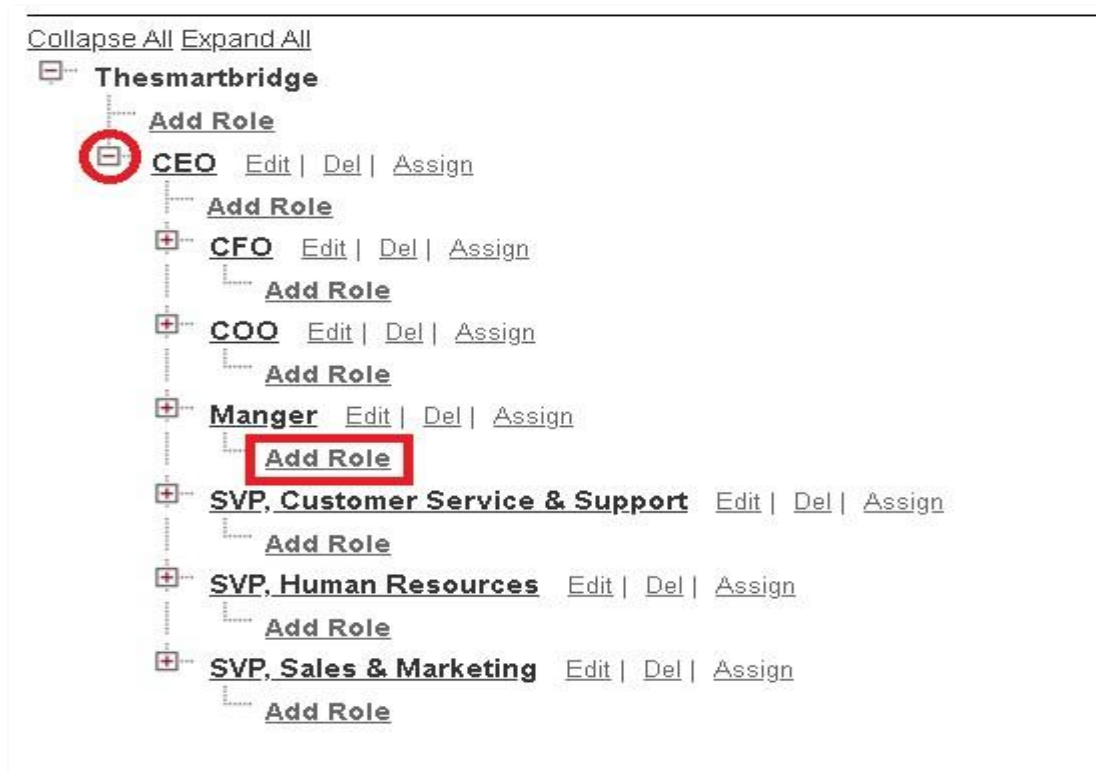 Collapse All Expand All
Thesmartbridge
Add Role
CEO Edit | Del | Assign
Add Role
CFO Edit | Del | Assign
Add Role
COO Edit | Del | Assign
Add Role
Manger Edit | Del | Assign
Add Role
SVP, Customer Service & Support Edit | Del | Assign
Add Role
SVP, Human Resources Edit | Del | Assign
Add Role
SVP, Sales & Marketing Edit | Del | Assign
Add Role